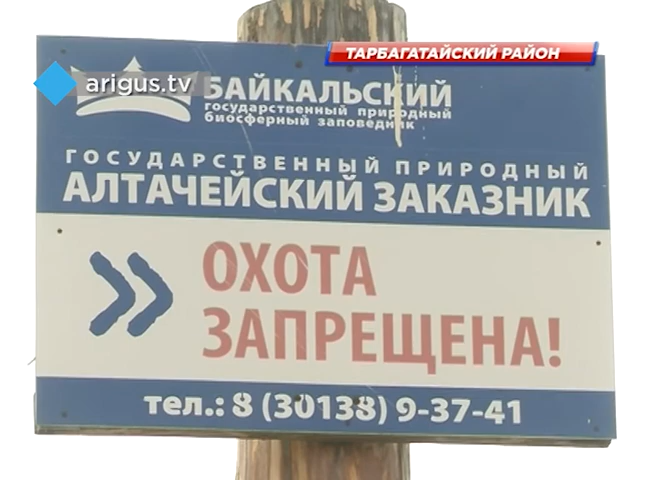 ТАРБАГАТАЙСКИЙ РАЙОН
arigus.tv
БАЙКАЛЬСКИЙ
государственный природный
биосферный заповедник
ГОСУДАРСТВЕННЫЙ ПРИРОДНЫЙ
АЛТАЧЕЙСКИЙ ЗАКАЗНИК
ОХОТА
ЗАПРЕЩЕНА!
тел.: 8 (30138) 9-37-41